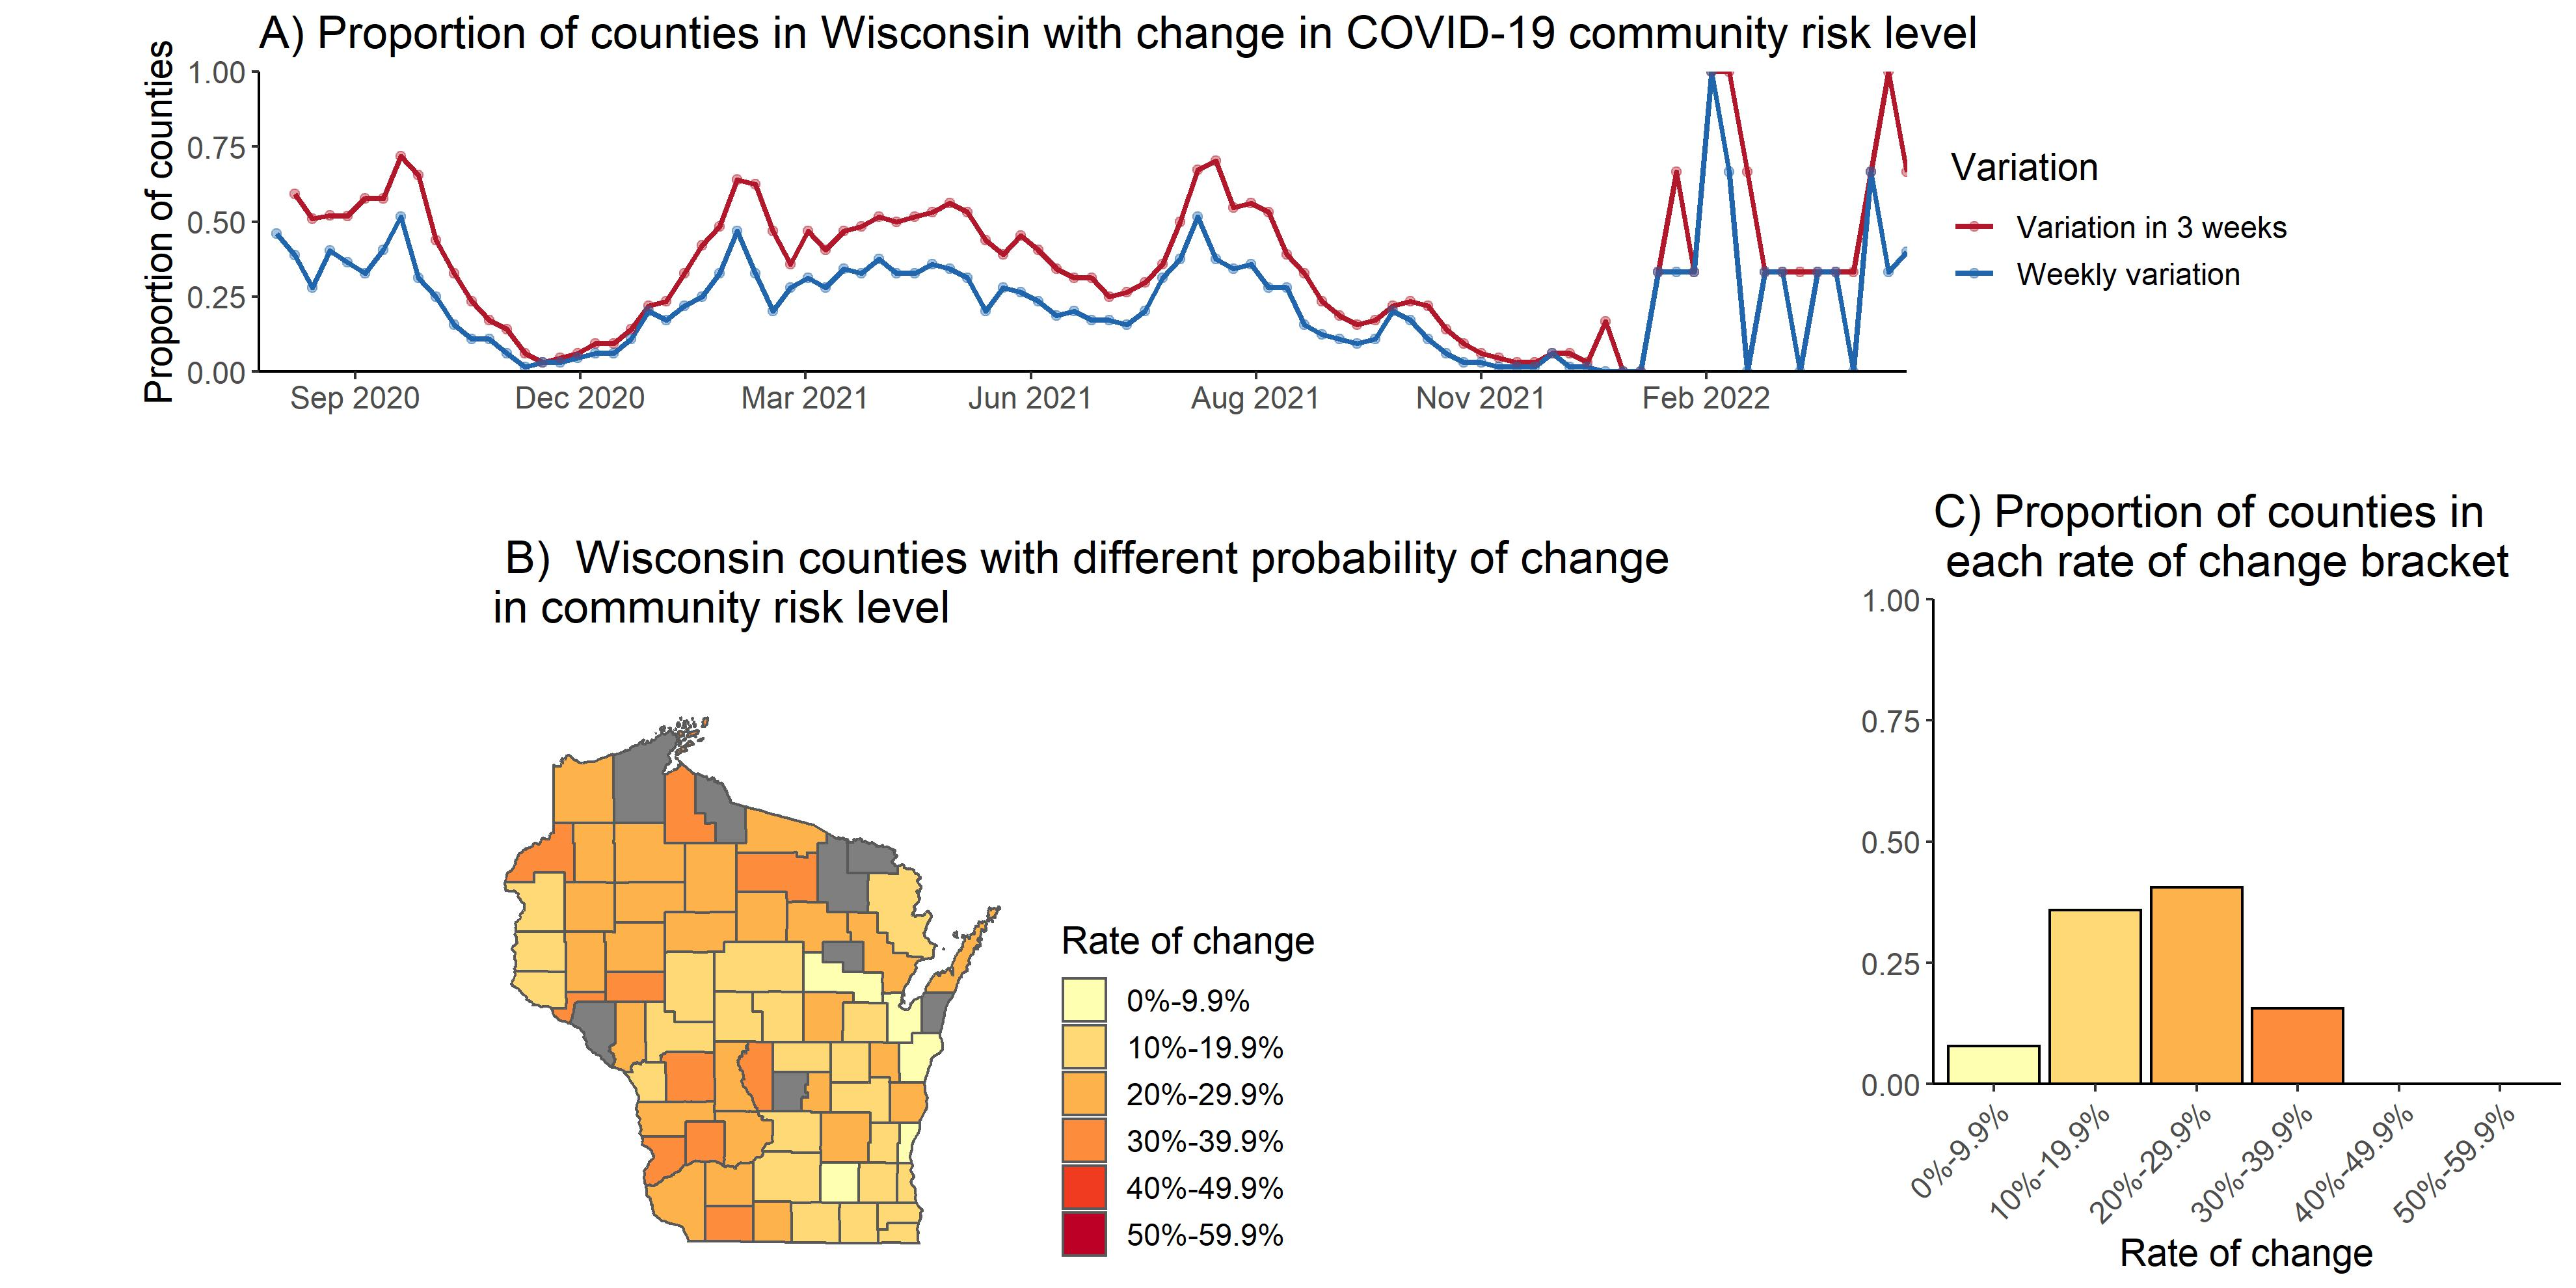 A) Proportion of counties in Wisconsin with change in COVID-19 community risk level
Proportion of counties
1.00
0.75
0.50
0.25
0.00
Sep 2020
Dec 2020
Mar 2021
Jun 2021
Aug 2021
Nov 2021
Feb 2022
Variation
Variation in 3 weeks
Weekly variation
B) Wisconsin counties with different probability of change
in community risk level
Rate of change
0%-9.9%
10%-19.9%
20%-29.9%
30%-39.9%
40%-49.9%
50%-59.9%
C) Proportion of counties in
each rate of change bracket
1.00
0.75
0.50
0.25
0.00
0%-9.9%
10%-19.9%
20%-29.9%
30%-39.9%
40%-49.9%
50%-59.9%
Rate of change